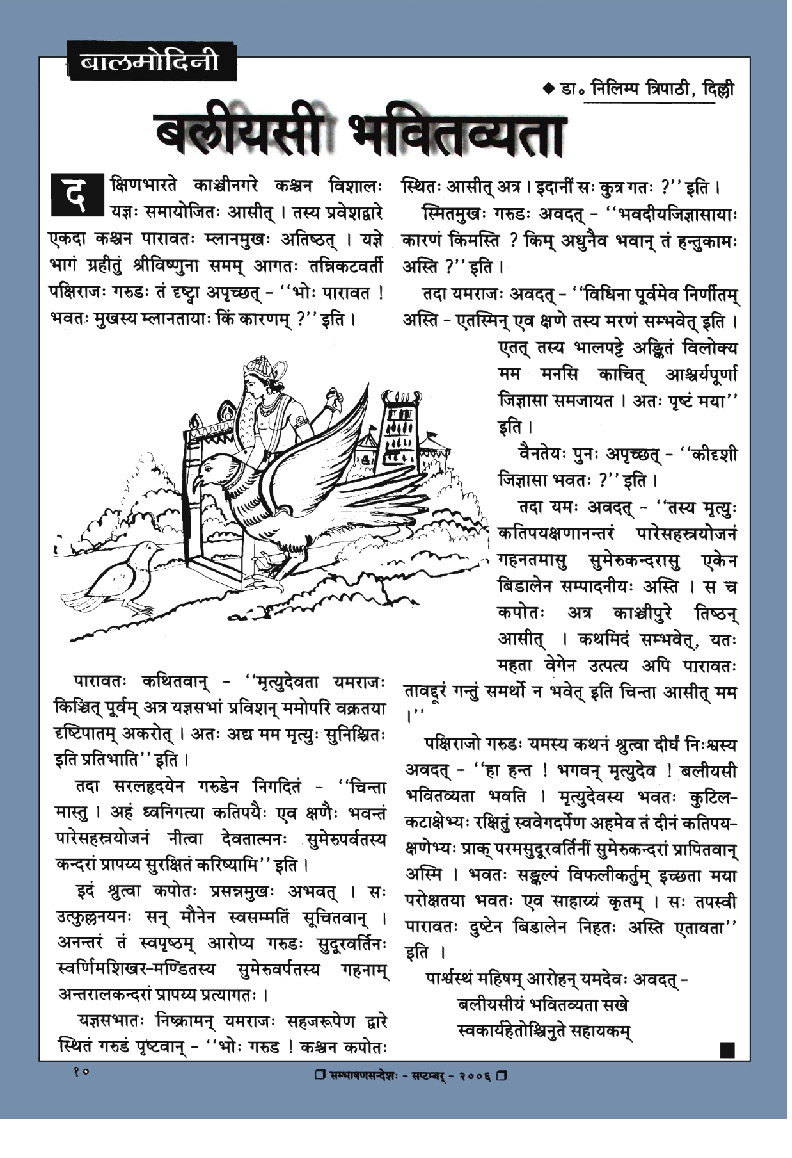 बालमोदिनी
◆ डा॰ निलिम्प त्रिपाठी, दिल्ली
बलीयसी भवितव्यता
दक्षिणभारते काञ्चीनगरे कश्चन विशालः
यज्ञः समायोजितः आसीत् । तस्य प्रवेशद्वारे
एकदा कश्चन पारावतः म्लानमुखः अतिष्ठत् । यज्ञे
भागं ग्रहीतुं श्रीविष्णुना समम् आगतः तन्निकटवर्ती
पक्षिराजः गरुडः तं दृष्ट्वा अपृच्छत् - ‘‘भोः पारावत !
भवतः मुखस्य म्लानतायाः किं कारणम् ?’’ इति ।
पारावतः कथितवान् - ‘‘मृत्युदेवता यमराजः
किञ्चित् पूर्वम् अत्र यज्ञसभां प्रविशन् ममोपरि वक्रतया
दृष्टिपातम् अकरोत् । अतः अद्य मम मृत्युः सुनिश्चितः
इति प्रतिभाति’’ इति ।
तदा सरलहृदयेन गरुडेन निगदितं - ‘‘चिन्ता
मास्तु । अहं ध्वनिगत्या कतिपयैः एव क्षणैः भवन्तं
पारेसहस्रयोजनं नीत्वा देवतात्मनः सुमेरुपर्वतस्य
कन्दरां प्रापय्य सुरक्षितं करिष्यामि’’ इति ।
इदं श्रुत्वा कपोतः प्रसन्नमुखः अभवत् । सः
उत्फुल्लनयनः सन् मौनेन स्वसम्मतिं सूचितवान् ।
अनन्तरं तं स्वपृष्ठम् आरोप्य गरुडः सुदूरवर्तिनः
स्वर्णिमशिखर-मण्डितस्य सुमेरुवर्पतस्य गहनाम्
अन्तरालकन्दरां प्रापय्य प्रत्यागतः ।
यज्ञसभातः निष्क्रामन् यमराजः सहजरूपेण द्वारे
स्थितं गरुडं पृष्टवान् - ‘‘भोः गरुड ! कश्चन कपोतः
स्थितः आसीत् अत्र । इदानीं सः कुत्र गतः ?’’ इति ।
स्मितमुखः गरुडः अवदत् - ‘‘भवदीयजिज्ञासायाः
कारणं किमस्ति ? किम् अधुनैव भवान् तं हन्तुकामः
अस्ति ?’’ इति ।
तदा यमराजः अवदत् - ‘‘विधिना पूर्वमेव निर्णीतम्
अस्ति - एतस्मिन् एव क्षणे तस्य मरणं सम्भवेत् इति ।
एतत् तस्य भालपट्टे अङ्कितं विलोक्य
मम मनसि काचित् आश्चर्यपूर्णा
जिज्ञासा समजायत । अतः पृष्टं मया’’
इति ।
वैनतेयः पुनः अपृच्छत् - ‘‘कीदृशी
जिज्ञासा भवतः ?’’ इति ।
तदा यमः अवदत् - ‘‘तस्य मृत्युः
कतिपयक्षणानन्तरं पारेसहस्रयोजनं
गहनतमासु सुमेरुकन्दरासु एकेन
बिडालेन सम्पादनीयः अस्ति । स च
कपोतः अत्र काञ्चीपुरे तिष्ठन्
आसीत् । कथमिदं सम्भवेत्, यतः
महता वेगेन उत्पत्य अपि पारावतः
तावद्दूरं गन्तुं समर्थो न भवेत् इति चिन्ता आसीत् मम
।’’
पक्षिराजो गरुडः यमस्य कथनं श्रुत्वा दीर्घं निःश्वस्य
अवदत् - ‘‘हा हन्त ! भगवन् मृत्युदेव ! बलीयसी
भवितव्यता भवति । मृत्युदेवस्य भवतः कुटिल-
कटाक्षेभ्यः रक्षितुं स्ववेगदर्पेण अहमेव तं दीनं कतिपय-
क्षणेभ्यः प्राक् परमसुदूरवर्तिनीं सुमेरुकन्दरां प्रापितवान्
अस्मि । भवतः सङ्कल्पं विफलीकर्तुम् इच्छता मया
परोक्षतया भवतः एव साहाय्यं कृतम् । सः तपस्वी
पारावतः दुष्टेन बिडालेन निहतः अस्ति एतावता’’
इति ।
पार्श्वस्थं महिषम् आरोहन् यमदेवः अवदत् -
बलीयसीयं भवितव्यता सखे
स्वकार्यहेतोश्चिनुते सहायकम्
१०
❐ सम्भाषणसन्देशः - सप्टम्बर् - २००६ ❐